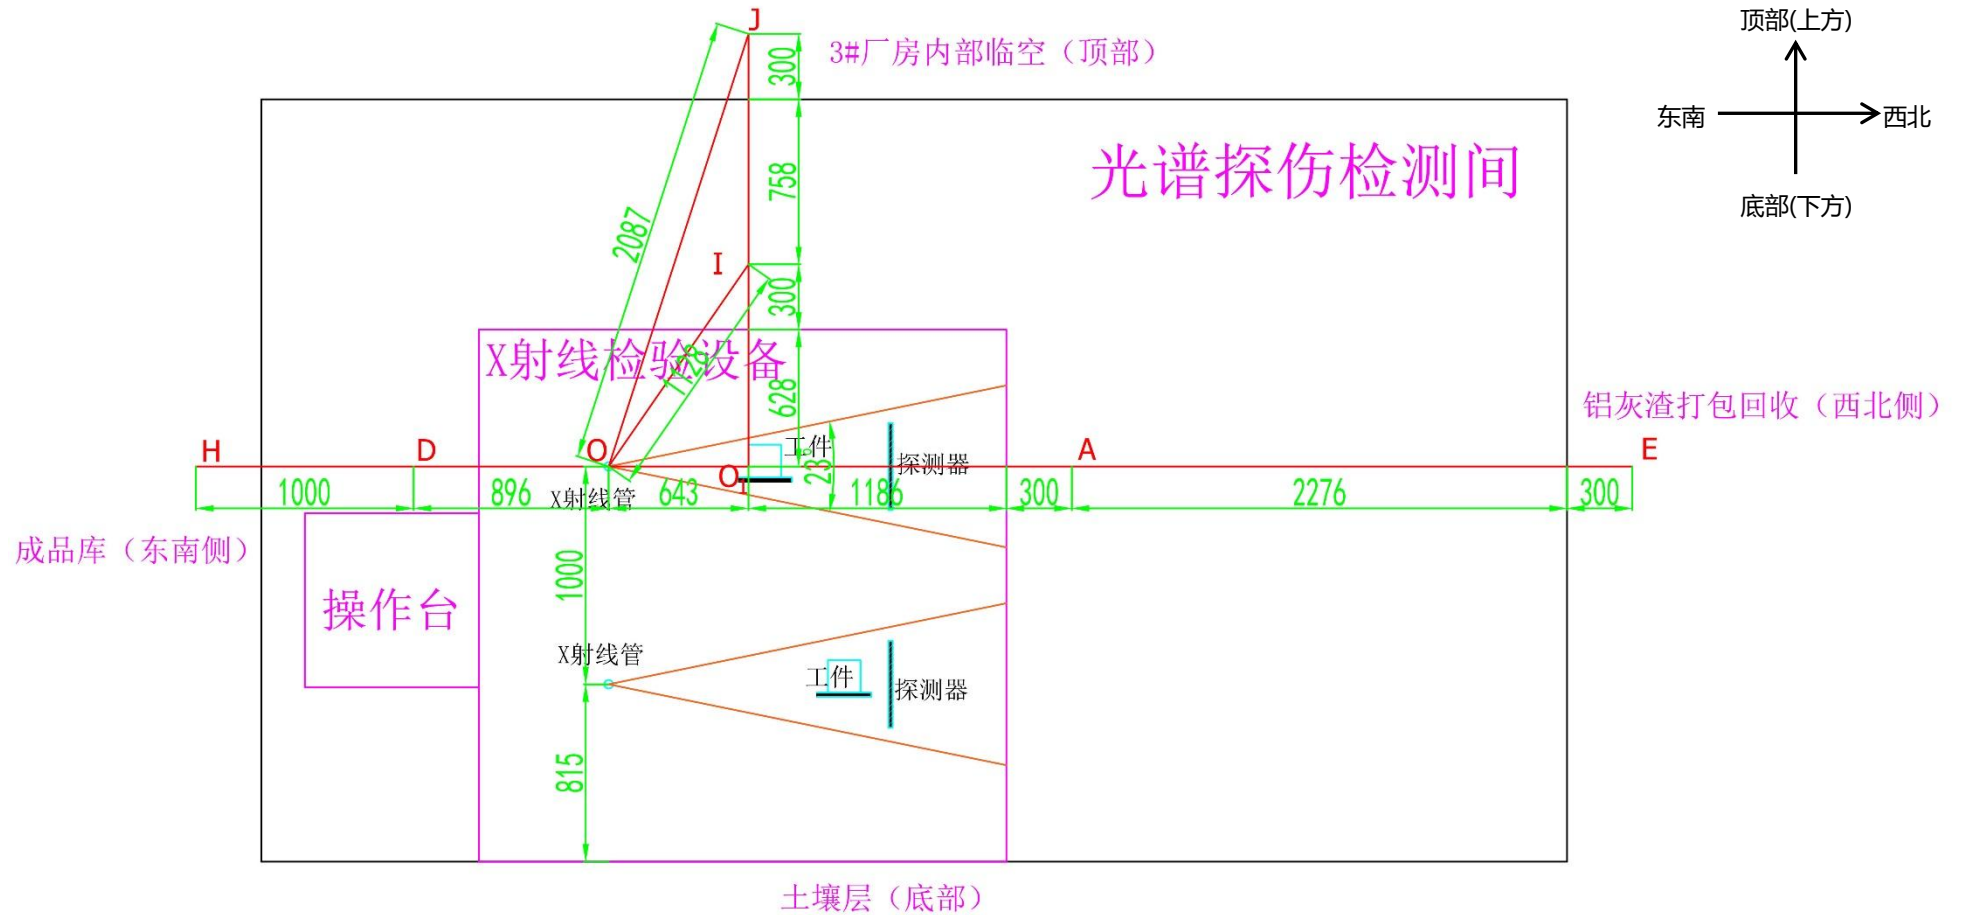 J
顶部(上方)
3#厂房内部临空（顶部）
300
东南
西北
光谱探伤检测间
758
底部(下方)
2087
I
300
X射线检验设备
1128
628
铝灰渣打包回收（西北侧）
H
D
O
工件
A
E
23°
探测器
O₁
1000
896
X射线管
643
1186
300
2276
300
成品库（东南侧）
1000
操作台
X射线管
工件
探测器
815
土壤层（底部）